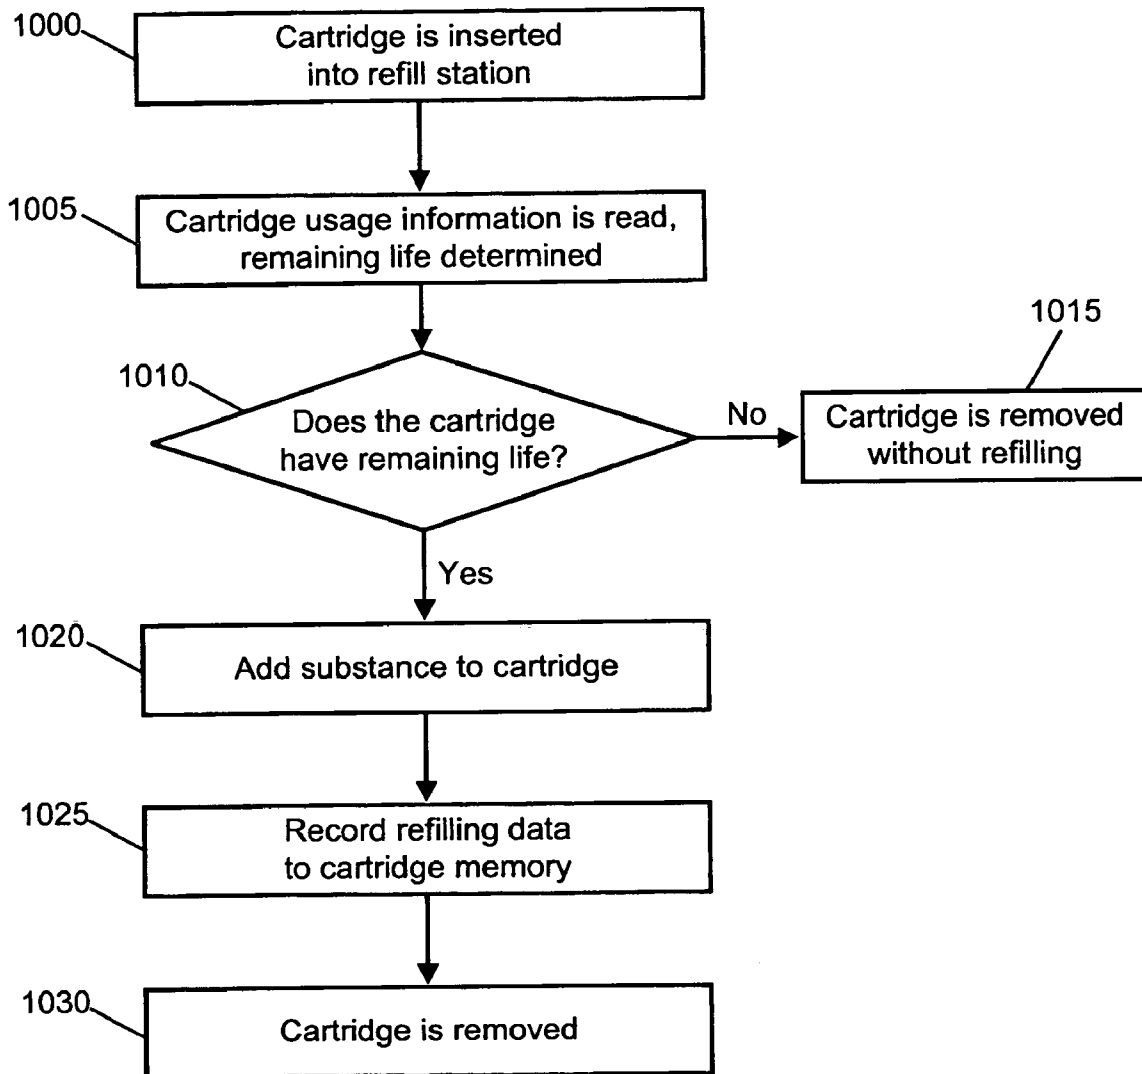 1000
Cartridge is inserted
into refill station
1005
Cartridge usage information is read,
remaining life determined
1010
Does the cartridge
have remaining life?
No
1015
Cartridge is removed
without refilling
Yes
1020
Add substance to cartridge
1025
Record refilling data
to cartridge memory
1030
Cartridge is removed